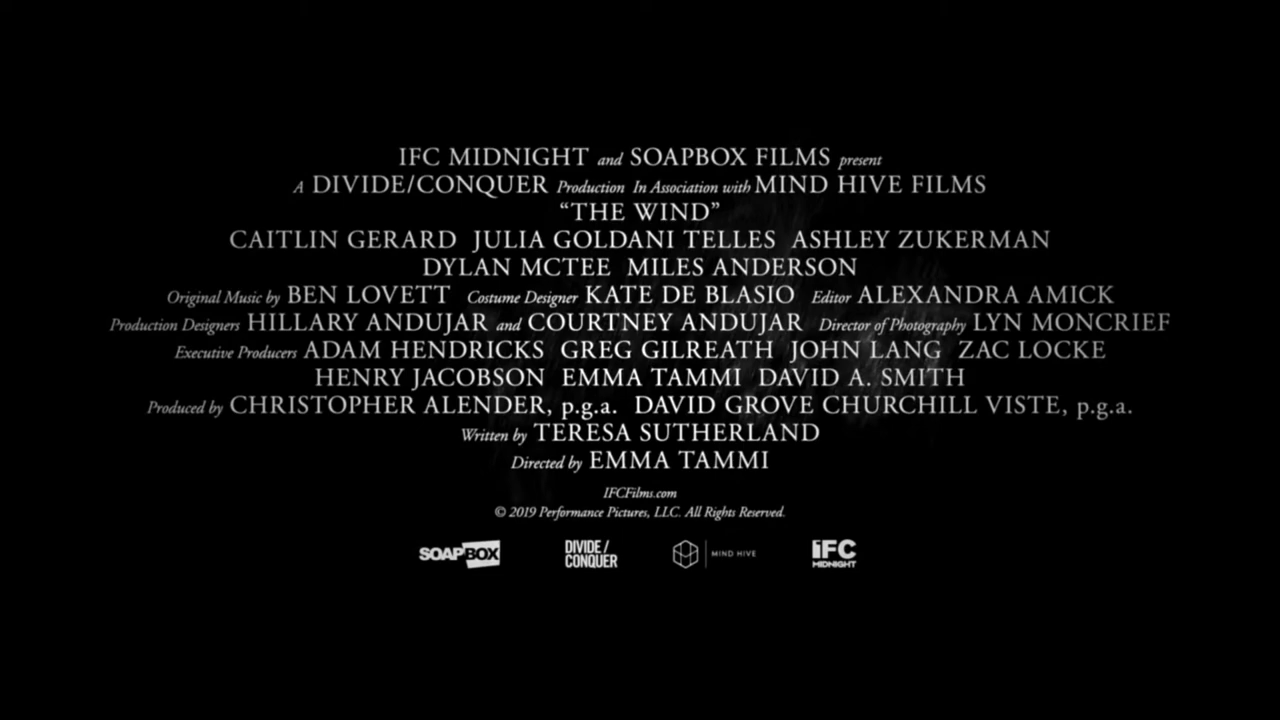 IFC MIDNIGHT and SOAPBOX FILMS present
A DIVIDE/CONQUER Production In Association with MIND HIVE FILMS
“THE WIND”
CAITLIN GERARD JULIA GOLDANI TELLES ASHLEY ZUKERMAN
DYLAN MCTEE MILES ANDERSON
Original Music by BEN LOVETT Costume Designer KATE DE BLASIO Editor ALEXANDRA AMICK
Production Designers HILLARY ANDUJAR and COURTNEY ANDUJAR Director of Photography LYN MONCRIEF
Executive Producers ADAM HENDRICKS GREG GILREATH JOHN LANG ZAC LOCKE
HENRY JACOBSON EMMA TAMMI DAVID A. SMITH
Produced by CHRISTOPHER ALENDER, p.g.a. DAVID GROVE CHURCHILL VISTE, p.g.a.
Written by TERESA SUTHERLAND
Directed by EMMA TAMMI
IFCFilms.com
© 2019 Performance Pictures, LLC. All Rights Reserved.
SOAPBOX
DIVIDE/
CONQUER
MIND HIVE
IFC
MIDNIGHT